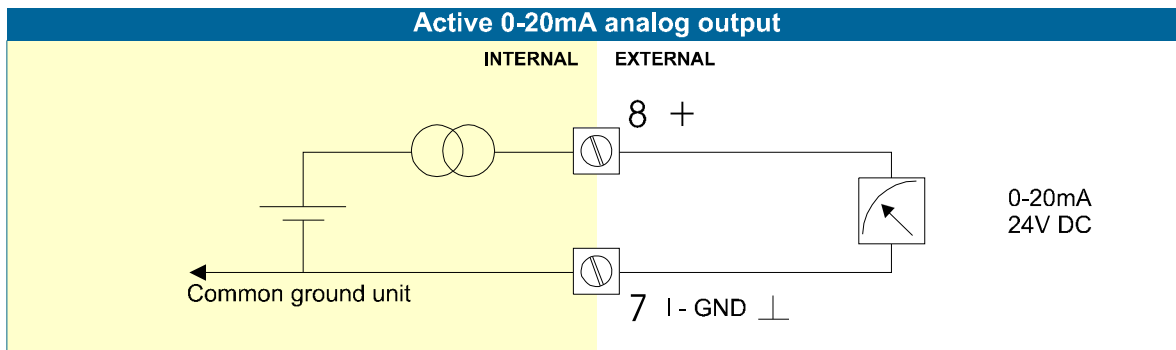 Active 0-20mA analog output
INTERNAL EXTERNAL
8 +
0-20mA
24V DC
Common ground unit
7 I - GND ⊥